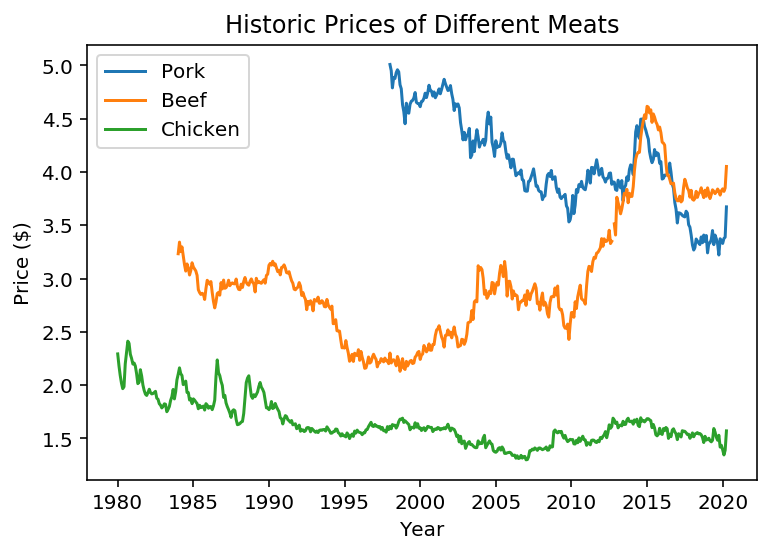 Historic Prices of Different Meats
Pork
Beef
Chicken
5.0
4.5
4.0
3.5
3.0
2.5
2.0
1.5
Price ($)
1980 1985 1990 1995 2000 2005 2010 2015 2020
Year